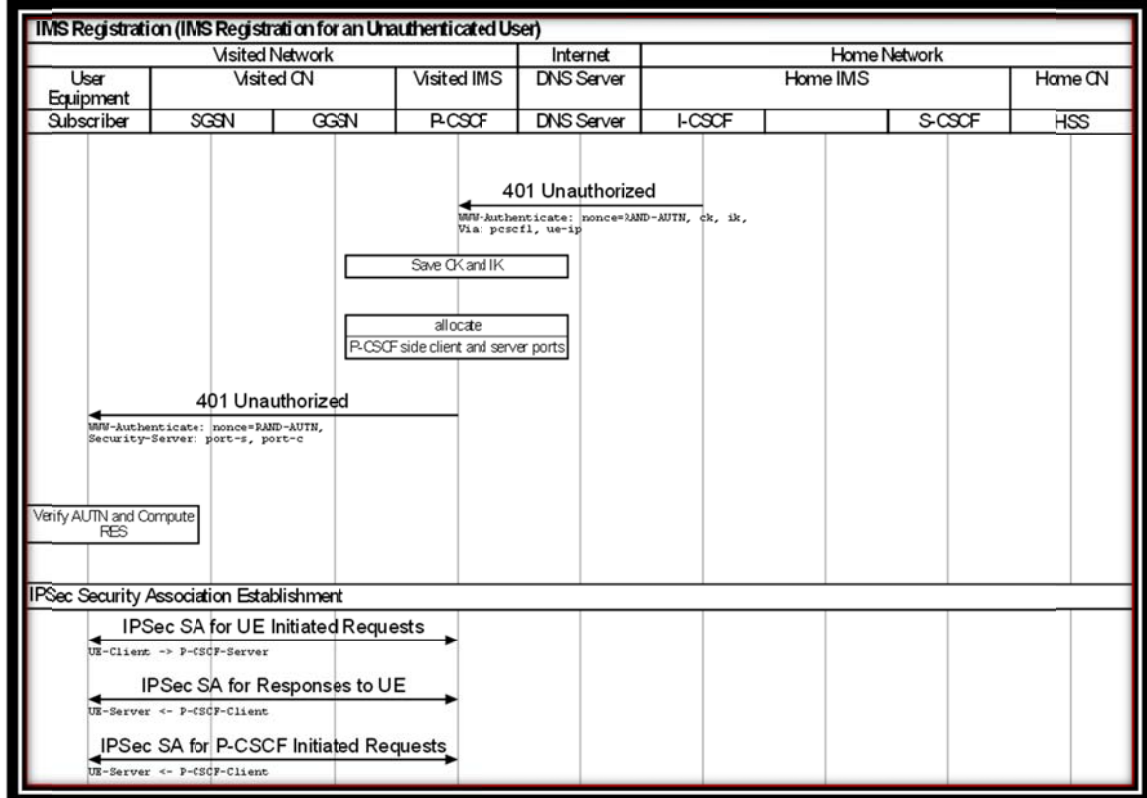 IMS Registration (IMS Registration for an Unauthenticated User)
Visited Network Internet Home Network
User Equipment Visited CN Visited IMS DNS Server Home IMS Home CN
Subscriber SGSN GGSN P-CSCF DNS Server I-CSCF S-CSCF HSS
401 Unauthorized
WWW-Authenticate: nonce=RAND-AUTN, ck, ik,
Via: pcscf1, ue-ip
Save CK and IK
allocate
P-CSCF side client and server ports
401 Unauthorized
WWW-Authenticate: nonce=RAND-AUTN,
Security-Server: port-s, port-c
Verify AUTN and Compute
RES
IPSec Security Association Establishment
IPSec SA for UE Initiated Requests
UE-Client -> P-CSCF-Server
IPSec SA for Responses to UE
UE-Server <- P-CSCF-Client
IPSec SA for P-CSCF Initiated Requests
UE-Server <- P-CSCF-Client